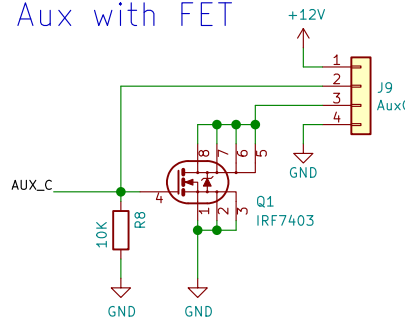 Aux with FET
+12V
1
2
3
4
J9
GND
8
7
6
5
AUX_C
4
Q1
IRF7403
1
2
3
10K
R8
GND
GND